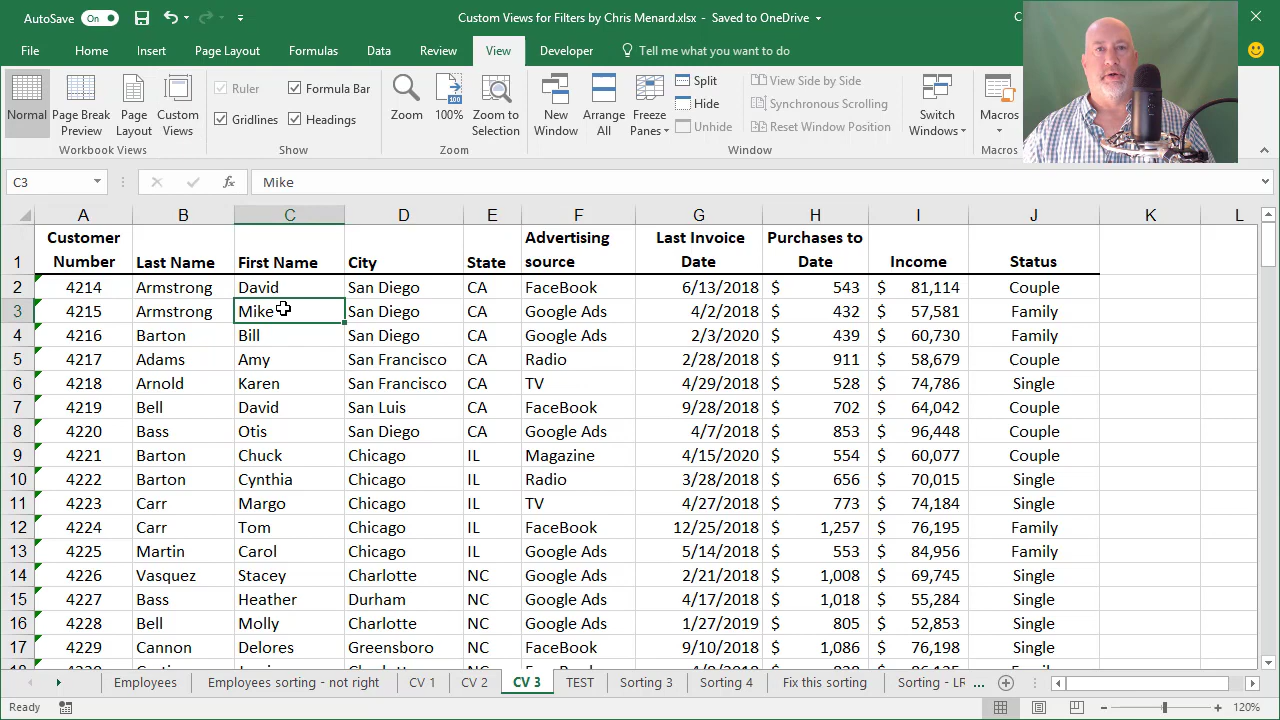 AutoSave On Custom Views for Filters by Chris Menard.xlsx - Saved to OneDrive
File Home Insert Page Layout Formulas Data Review View Developer Tell me what you want to do
Normal Page Break Preview Page Layout Custom Views
Ruler Formula Bar
Gridlines Headings
Zoom 100% Zoom to Selection
New Window Arrange All Freeze Panes
Split
Hide
Unhide
View Side by Side
Synchronous Scrolling
Reset Window Position
Switch Windows
Macros
Workbook Views Show Zoom Window Macros
C3 fx Mike
A B C D E F G H I J K L
1 Customer Number Last Name First Name City State Advertising source Last Invoice Date Purchases to Date Income Status
2 4214 Armstrong David San Diego CA FaceBook 6/13/2018 $ 543 $ 81,114 Couple
3 4215 Armstrong Mike San Diego CA Google Ads 4/2/2018 $ 432 $ 57,581 Family
4 4216 Barton Bill San Diego CA Google Ads 2/3/2020 $ 439 $ 60,730 Family
5 4217 Adams Amy San Francisco CA Radio 2/28/2018 $ 911 $ 58,679 Couple
6 4218 Arnold Karen San Francisco CA TV 4/29/2018 $ 528 $ 74,786 Single
7 4219 Bell David San Luis CA FaceBook 9/28/2018 $ 702 $ 64,042 Couple
8 4220 Bass Otis San Diego CA Google Ads 4/7/2018 $ 853 $ 96,448 Couple
9 4221 Barton Chuck Chicago IL Magazine 4/15/2020 $ 554 $ 60,077 Couple
10 4222 Barton Cynthia Chicago IL Radio 3/28/2018 $ 656 $ 70,015 Single
11 4223 Carr Margo Chicago IL TV 4/27/2018 $ 773 $ 74,184 Single
12 4224 Carr Tom Chicago IL FaceBook 12/25/2018 $ 1,257 $ 76,195 Family
13 4225 Martin Carol Chicago IL Google Ads 5/14/2018 $ 553 $ 84,956 Family
14 4226 Vasquez Stacey Charlotte NC Google Ads 2/21/2018 $ 1,008 $ 69,745 Single
15 4227 Bass Heather Durham NC Google Ads 4/17/2018 $ 1,018 $ 55,284 Single
16 4228 Bell Molly Charlotte NC Google Ads 1/27/2019 $ 805 $ 52,853 Single
17 4229 Cannon Delores Greensboro NC FaceBook 9/10/2018 $ 1,086 $ 76,198 Single
Employees Employees sorting - not right CV 1 CV 2 CV 3 TEST Sorting 3 Sorting 4 Fix this sorting Sorting - LR ...
Ready 120%